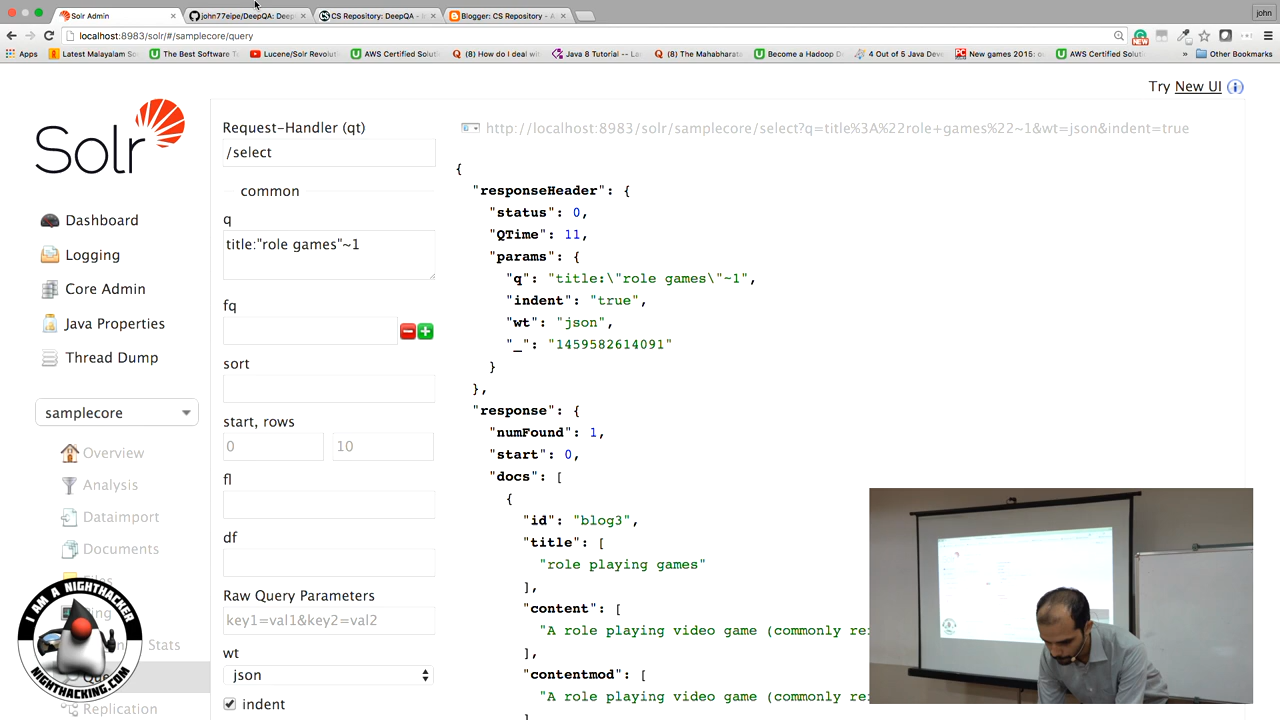 Solr Admin
john77eipe/DeepQA: Deep
CS Repository: DeepQA - I
Blogger: CS Repository - A
john
localhost:8983/solr/#/samplecore/query
Apps
Latest Malayalam So
The Best Software T
Lucene/Solr Revolut
AWS Certified Soluti
(8) How do I deal wit
Java 8 Tutorial
(8) The Mahabharat
Become a Hadoop D
4 Out of 5 Java Dev
New games 2015: o
AWS Certified Soluti
»
Other Bookmarks
Try New UI
Solr
Dashboard
Logging
Core Admin
Java Properties
Thread Dump
samplecore
Overview
Analysis
Dataimport
Documents
Stats
Replication
Request-Handler (qt)
/select
common
q
title:"role games"~1
fq
sort
start, rows
0
10
fl
df
Raw Query Parameters
key1=val1&key2=val2
wt
json
indent
http://localhost:8983/solr/samplecore/select?q=title%3A%22role+games%22~1&wt=json&indent=true
{
"responseHeader": {
"status": 0,
"QTime": 11,
"params": {
"q": "title:\"role games\"~1",
"indent": "true",
"wt": "json",
"_": "1459582614091"
}
},
"response": {
"numFound": 1,
"start": 0,
"docs": [
{
"id": "blog3",
"title": [
"role playing games"
],
"content": [
"A role playing video game (commonly re
],
"contentmod": [
"A role playing video game (commonly re
I AM A NIGHTHACKER
NIGHTHACKING.COM